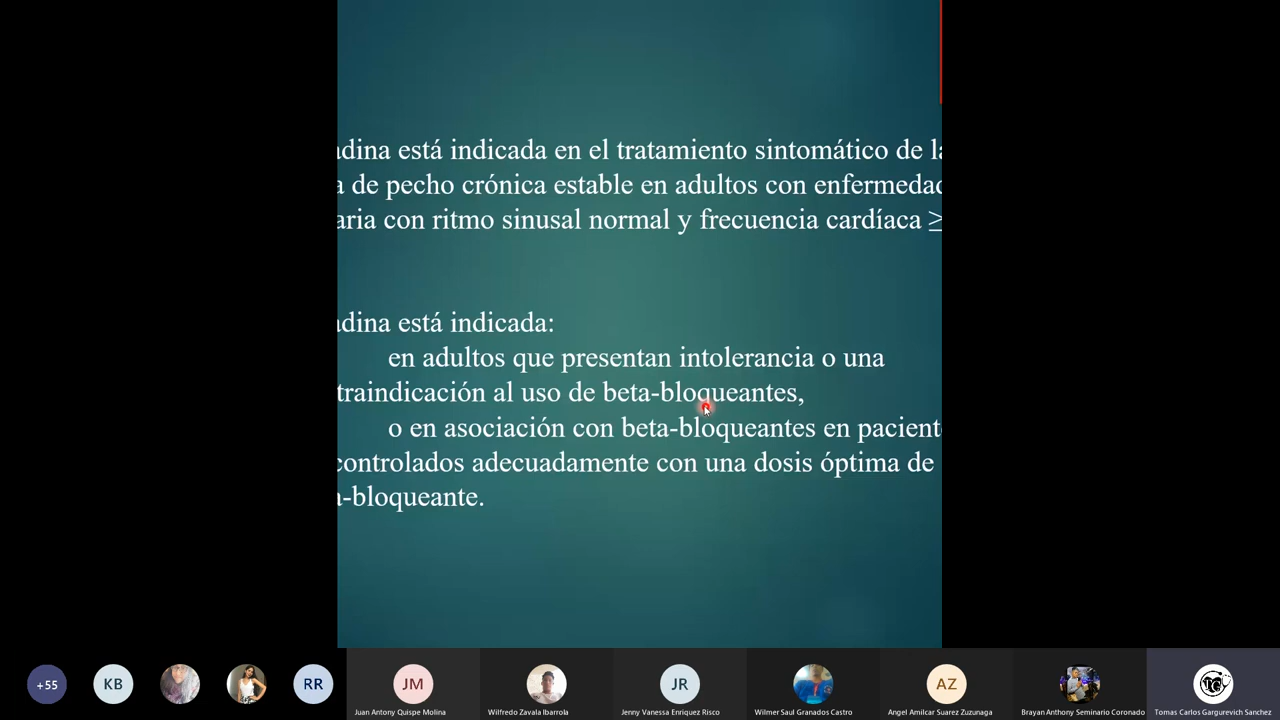 adina está indicada en el tratamiento sintomático de la
a de pecho crónica estable en adultos con enfermedad
aria con ritmo sinusal normal y frecuencia cardíaca ≥
adina está indicada:
en adultos que presentan intolerancia o una
traindicación al uso de beta-bloqueantes,
o en asociación con beta-bloqueantes en pacient
controlados adecuadamente con una dosis óptima de
a-bloqueante.
+55
KB
RR
JM
JR
AZ
Juan Antony Quispe Molina
Wilfredo Zavala Ibarrola
Jenny Vanessa Enriquez Risco
Wilmer Saul Granados Castro
Angel Amilcar Suarez Zuzunaga
Brayan Anthony Seminario Coronado
Tomas Carlos Gargurevich Sanchez